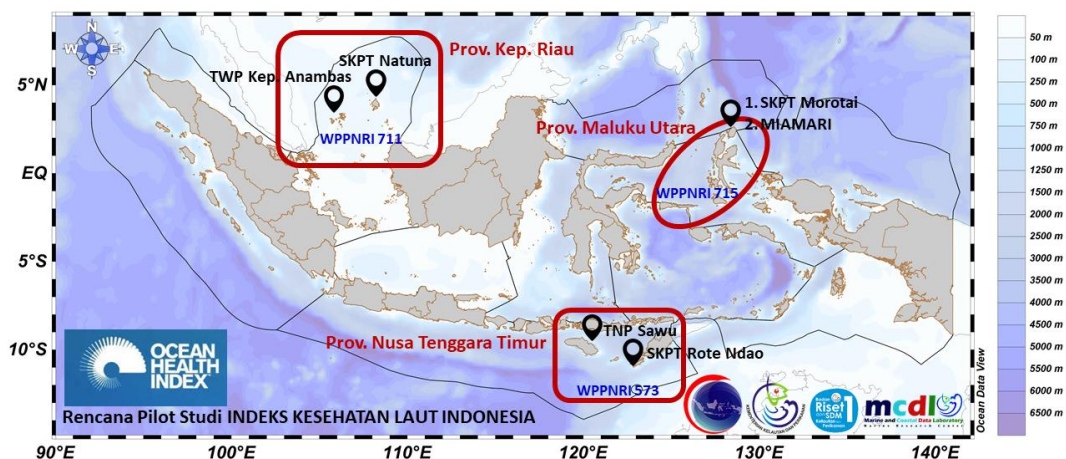 N
W E
S
Prov. Kep. Riau
SKPT Natuna
TWP Kep. Anambas
WPPNRI 711
1. SKPT Morotai
2. MIAMARI
Prov. Maluku Utara
WPPNRI 715
TNP Sawu
Prov. Nusa Tenggara Timur
SKPT Rote Ndao
WPPNRI 573
OCEAN
HEALTH
INDEX
Rencana Pilot Studi INDEKS KESEHATAN LAUT INDONESIA
Riset
SDM
mcdl
Marine and Coastal Data Laboratory
Marine Research Center
5°N
EQ
5°S
10°S
90°E 100°E 110°E 120°E 130°E 140°E
50 m
100 m
250 m
500 m
750 m
1000 m
1250 m
1500 m
2000 m
2500 m
3000 m
3500 m
4000 m
4500 m
5000 m
5500 m
6000 m
6500 m
Ocean Data View